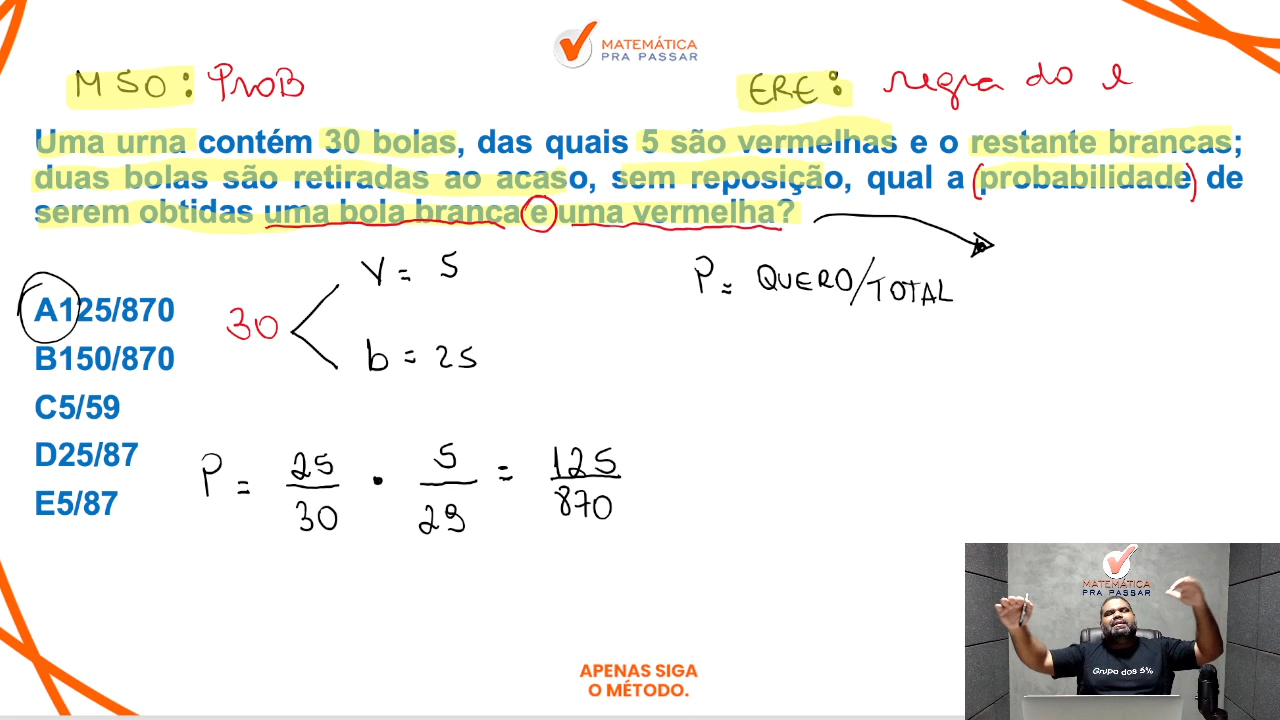 MATEMÁTICA
PRA PASSAR
MSO: PROB
ERE: regra do e
Uma urna contém 30 bolas, das quais 5 são vermelhas e o restante brancas;
duas bolas são retiradas ao acaso, sem reposição, qual a (probabilidade) de
serem obtidas uma bola branca e uma vermelha?
V = 5
P = QUERO/TOTAL
A125/870
30
B150/870
b = 25
C5/59
D25/87
P = 25/30 . 5/29 = 125/870
E5/87
MATEMÁTICA
PRA PASSAR
Grupo dos 5%
APENAS SIGA
O MÉTODO.